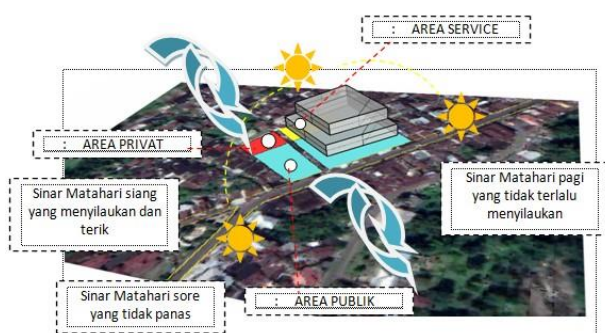 : AREA SERVICE
: AREA PRIVAT
Sinar Matahari siang
yang menyilaukan dan
terik
Sinar Matahari pagi
yang tidak terlalu
menyilaukan
Sinar Matahari sore
yang tidak panas
: AREA PUBLIK